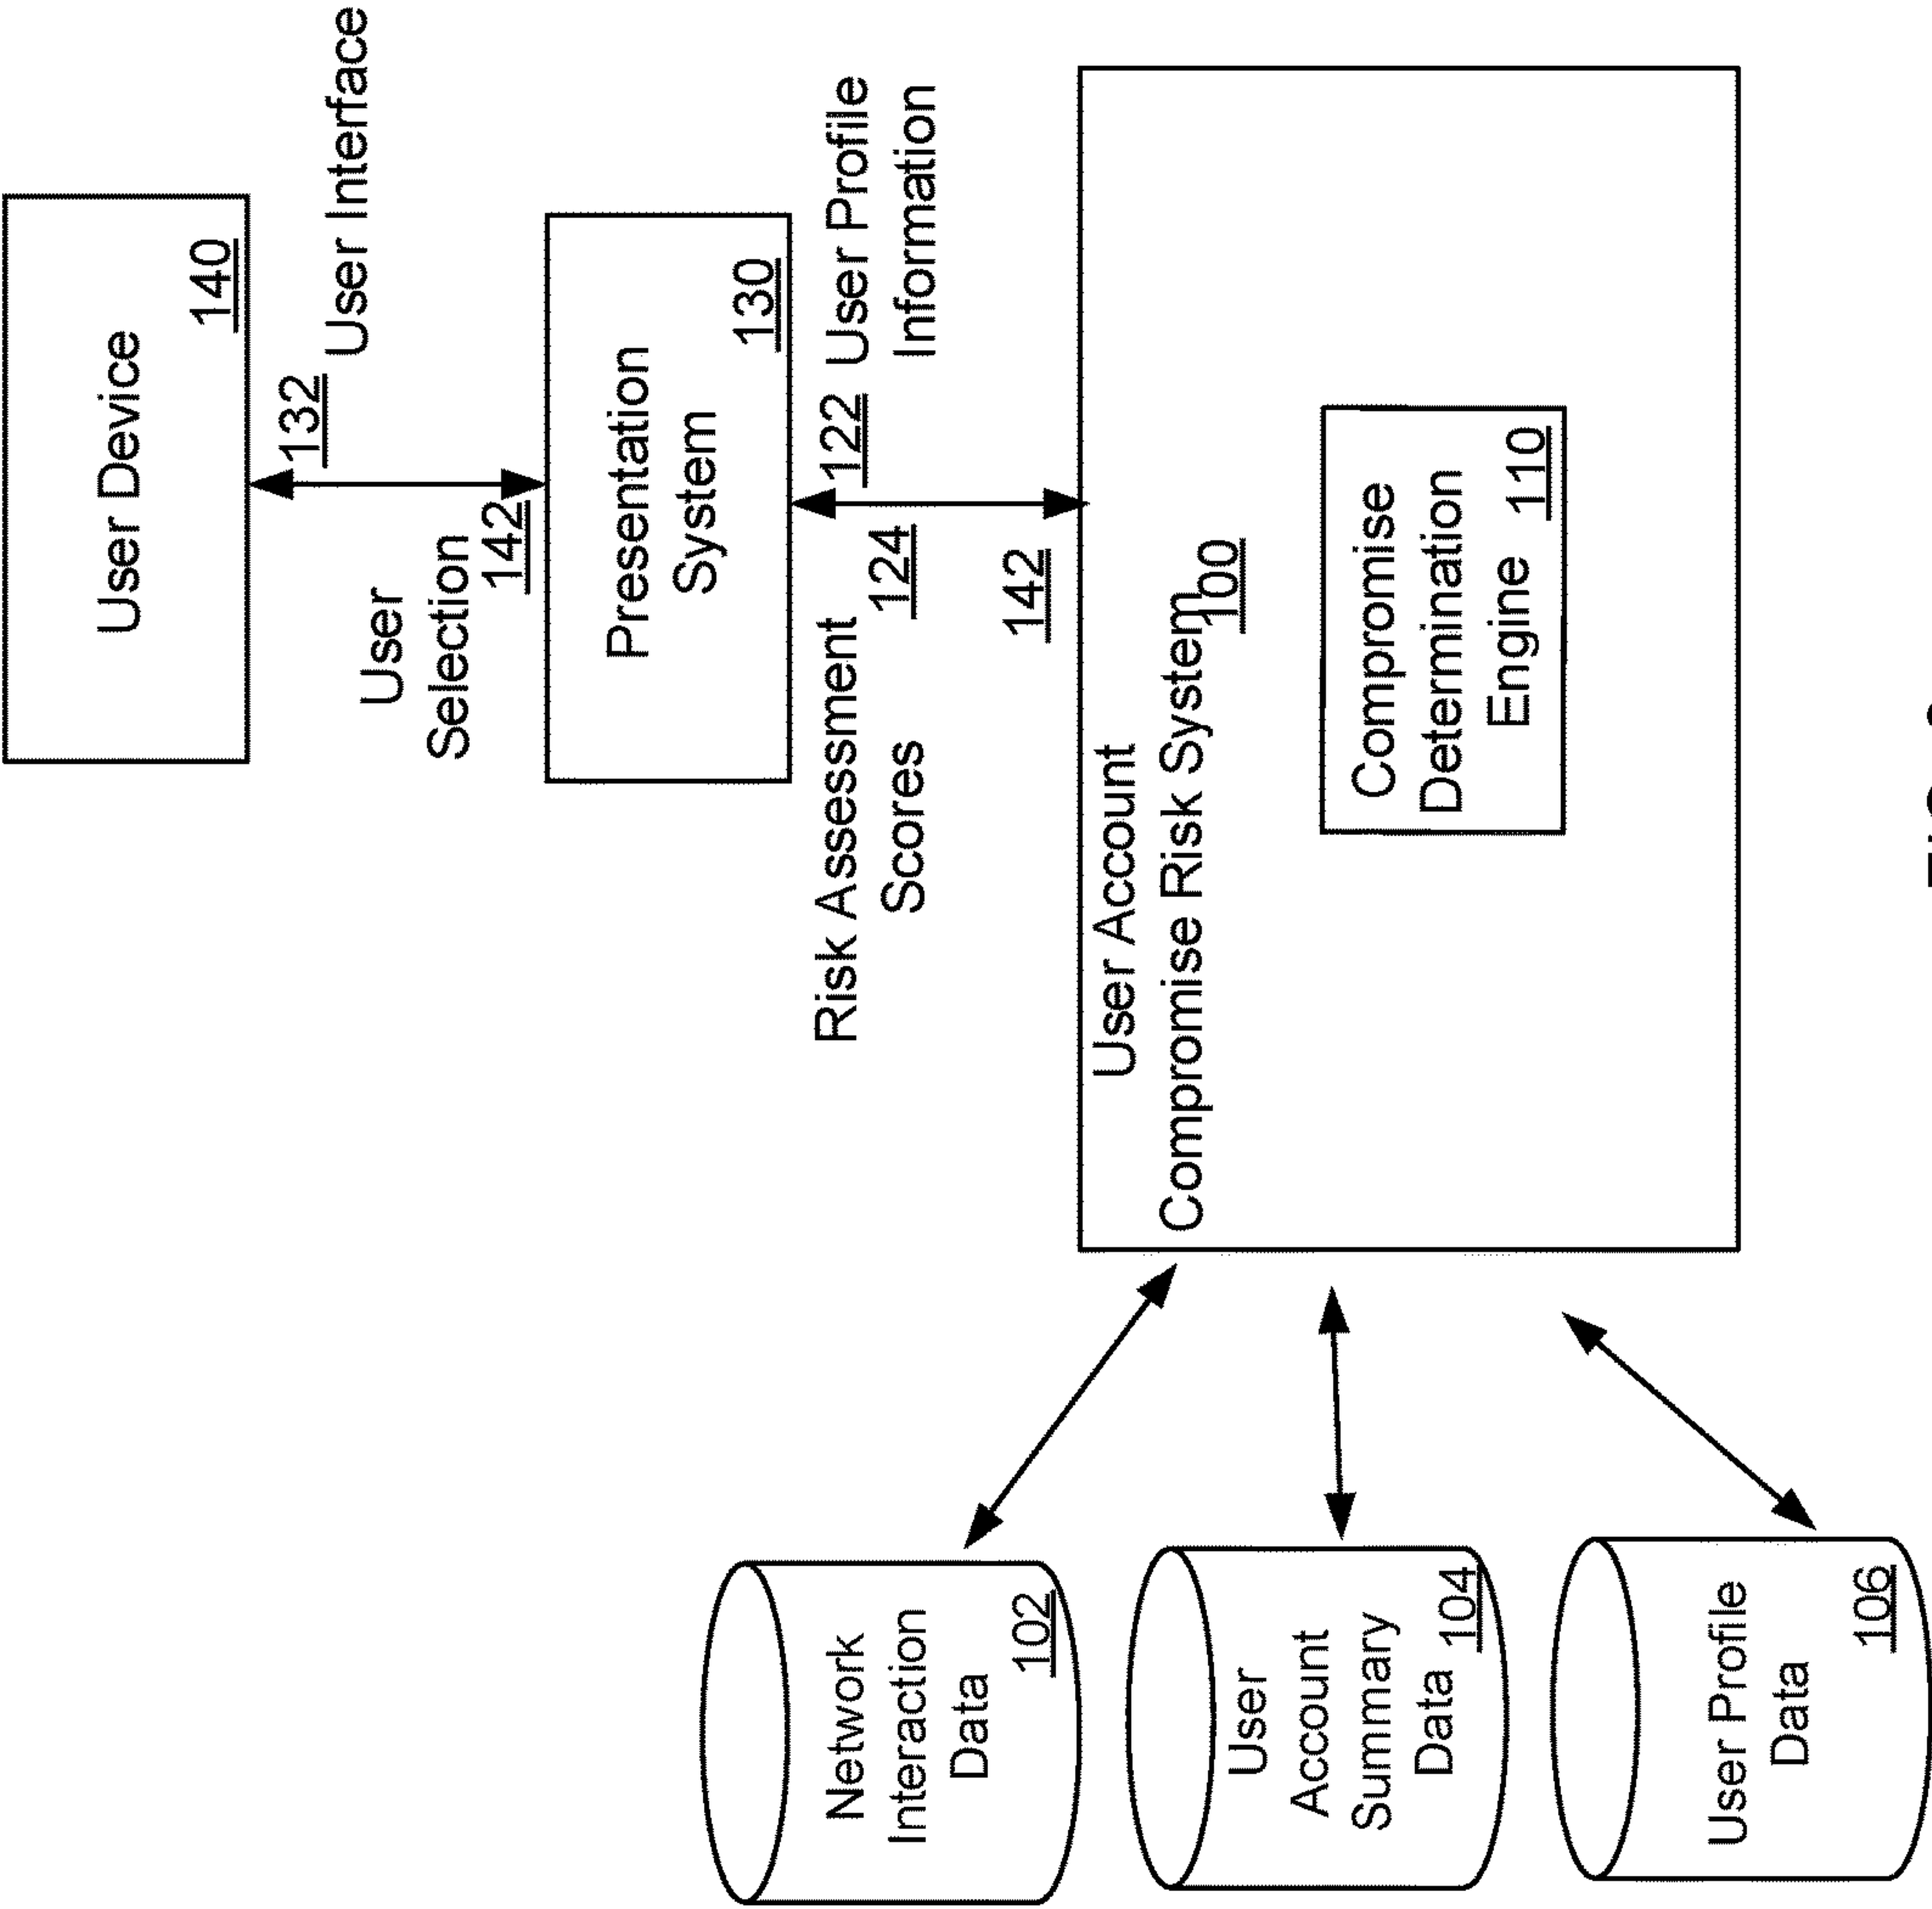 Network
Interaction
Data
102
User
Account
Summary
Data 104
User Profile
Data
106
User Account
Compromise Risk System
100
Compromise
Determination
Engine 110
Risk Assessment
Scores
124
142
122 User Profile
Information
Presentation
System
130
User
Selection
142
132
User Interface
User Device
140